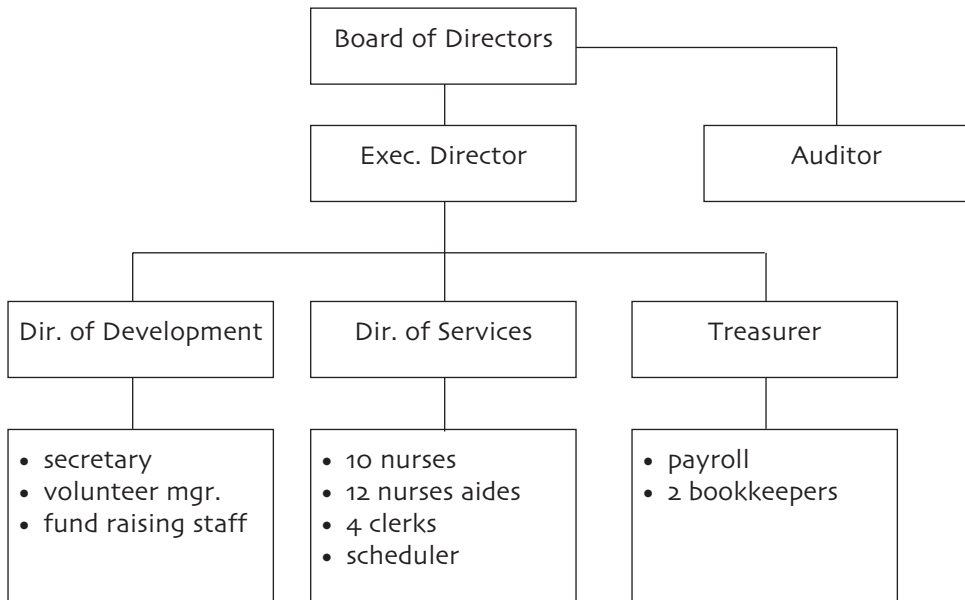 Board of Directors
Exec. Director
Auditor
Dir. of Development
Dir. of Services
Treasurer
• secretary
• volunteer mgr.
• fund raising staff
• 10 nurses
• 12 nurses aides
• 4 clerks
• scheduler
• payroll
• 2 bookkeepers